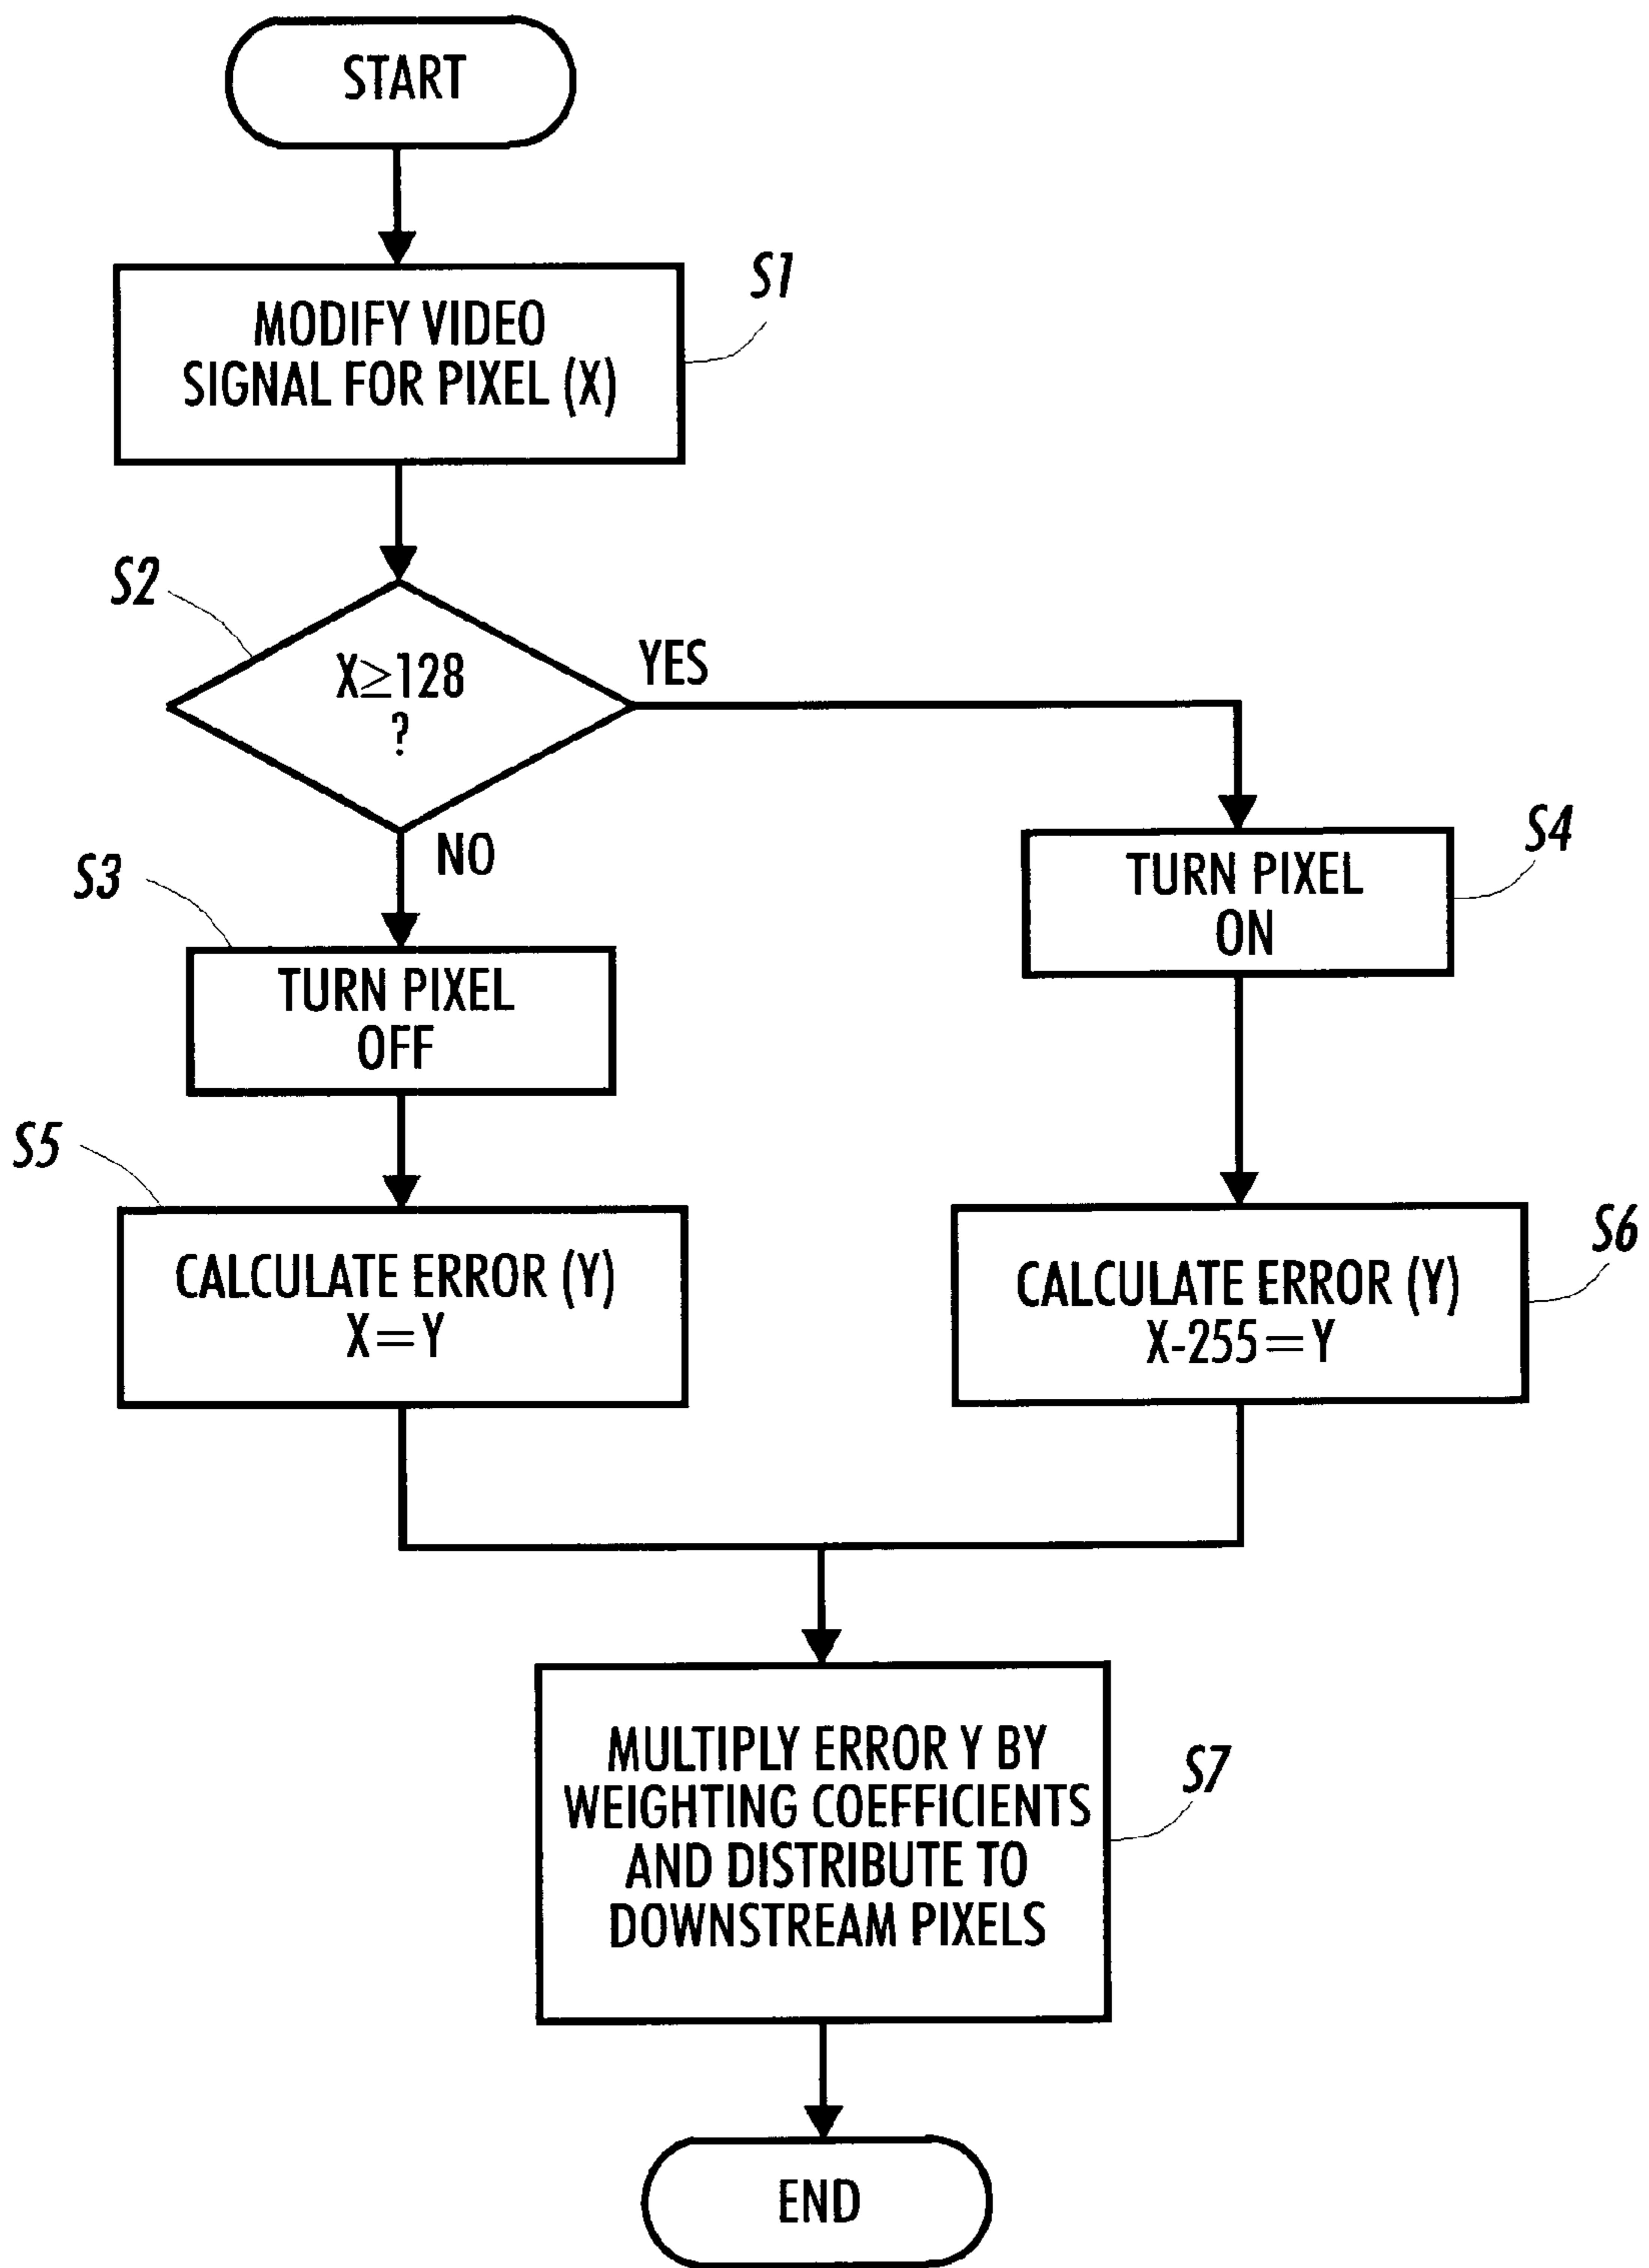 START
S1
MODIFY VIDEO
SIGNAL FOR PIXEL (X)
S2
X≥128
?
YES
NO
S3
TURN PIXEL
OFF
S4
TURN PIXEL
ON
S5
CALCULATE ERROR (Y)
X=Y
S6
CALCULATE ERROR (Y)
X-255=Y
S7
MULTIPLY ERROR Y BY
WEIGHTING COEFFICIENTS
AND DISTRIBUTE TO
DOWNSTREAM PIXELS
END